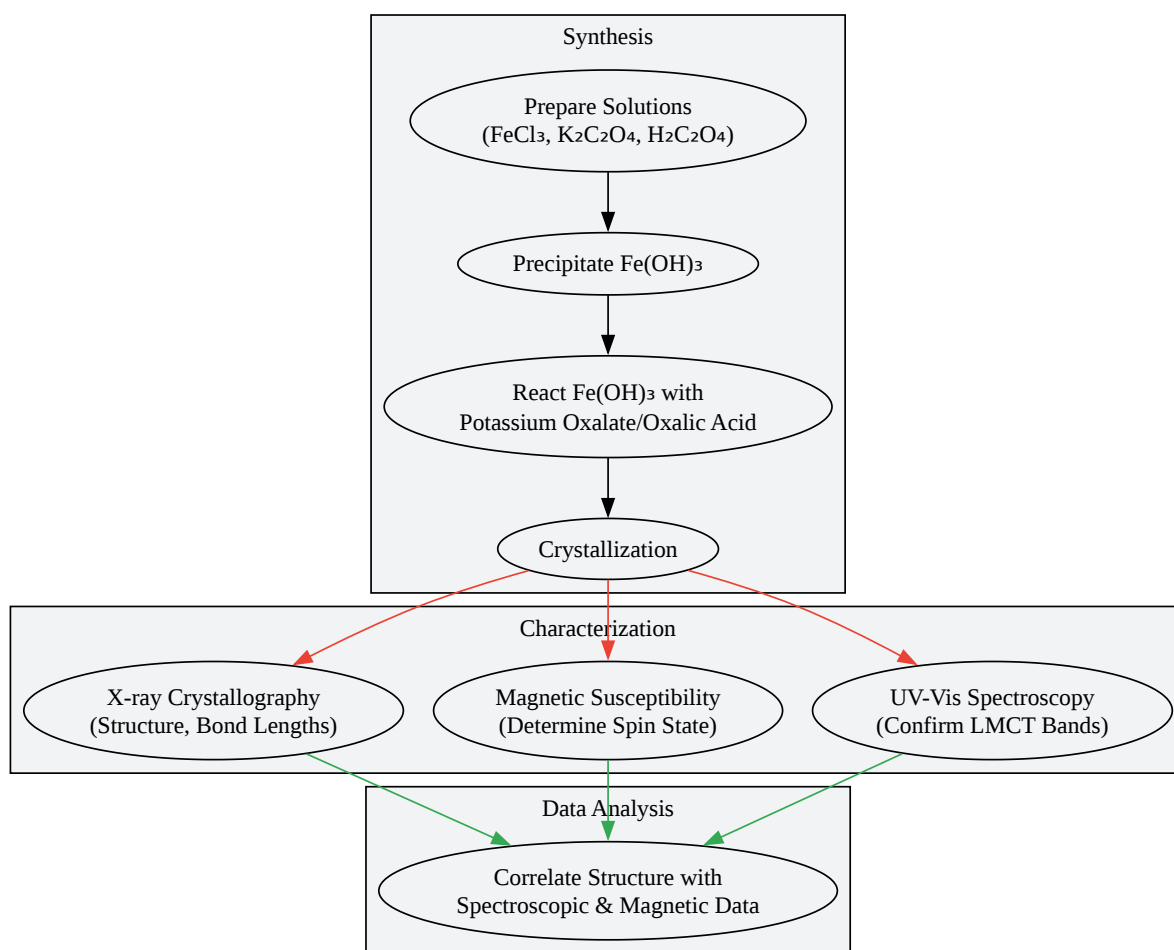 Synthesis
Prepare Solutions
(FeCl₃, K₂C₂O₄, H₂C₂O₄)
Precipitate Fe(OH)₃
React Fe(OH)₃ with
Potassium Oxalate/Oxalic Acid
Crystallization
Characterization
X-ray Crystallography
(Structure, Bond Lengths)
Magnetic Susceptibility
(Determine Spin State)
UV-Vis Spectroscopy
(Confirm LMCT Bands)
Data Analysis
Correlate Structure with
Spectroscopic & Magnetic Data